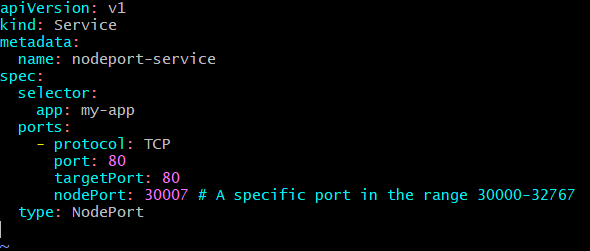 apiVersion: v1
kind: Service
metadata:
  name: nodeport-service
spec:
  selector:
    app: my-app
  ports:
    - protocol: TCP
      port: 80
      targetPort: 80
      nodePort: 30007 # A specific port in the range 30000-32767
  type: NodePort
~